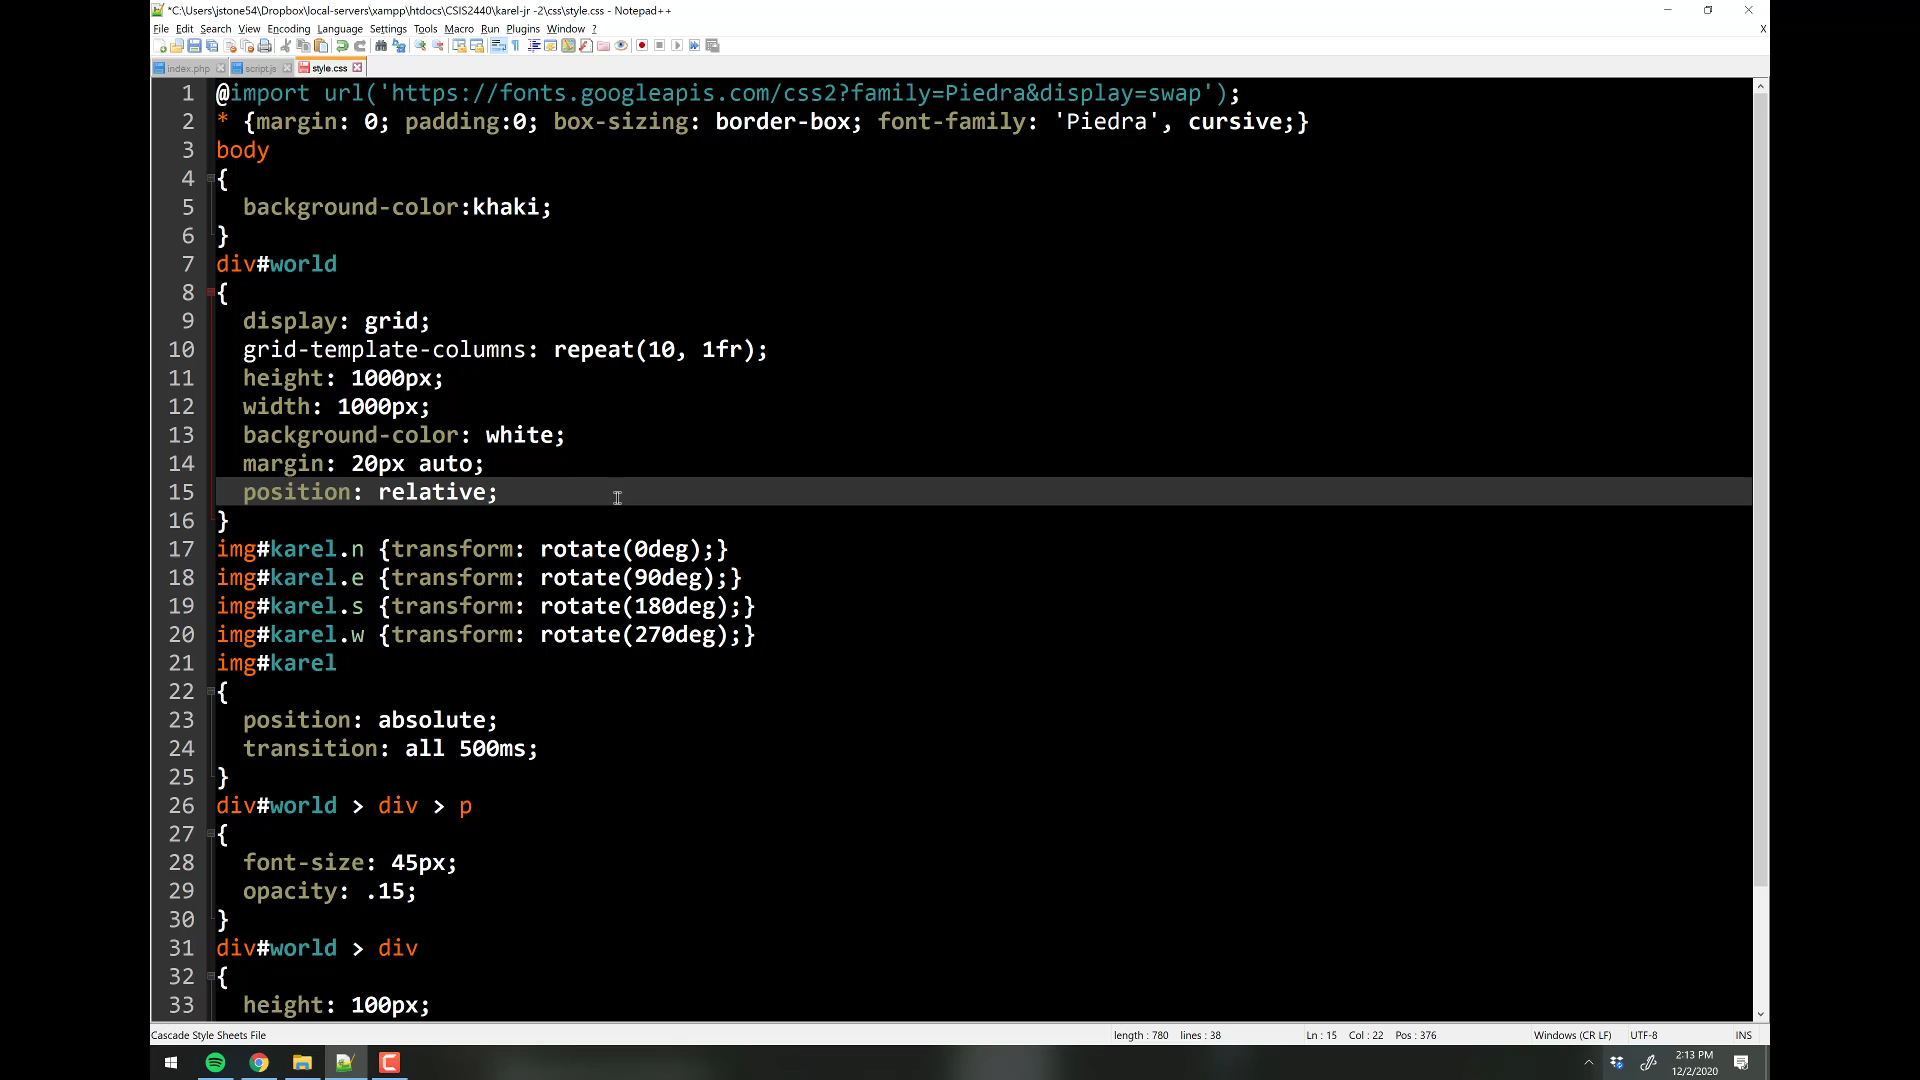 *C:\Users\jstone54\Dropbox\local-servers\xampp\htdocs\CSIS2440\karel-jr -2\css\style.css - Notepad++
File Edit Search View Encoding Language Settings Tools Macro Run Plugins Window ? X
index.php script.js style.css
1 @import url('https://fonts.googleapis.com/css2?family=Piedra&display=swap');
2 * {margin: 0; padding:0; box-sizing: border-box; font-family: 'Piedra', cursive;}
3 body
4 {
5 background-color:khaki;
6 }
7 div#world
8 {
9 display: grid;
10 grid-template-columns: repeat(10, 1fr);
11 height: 1000px;
12 width: 1000px;
13 background-color: white;
14 margin: 20px auto;
15 position: relative;
16 }
17 img#karel.n {transform: rotate(0deg);}
18 img#karel.e {transform: rotate(90deg);}
19 img#karel.s {transform: rotate(180deg);}
20 img#karel.w {transform: rotate(270deg);}
21 img#karel
22 {
23 position: absolute;
24 transition: all 500ms;
25 }
26 div#world > div > p
27 {
28 font-size: 45px;
29 opacity: .15;
30 }
31 div#world > div
32 {
33 height: 100px;
Cascade Style Sheets File length : 780 lines : 38 Ln : 15 Col : 22 Pos : 376 Windows (CR LF) UTF-8 INS
2:13 PM
12/2/2020